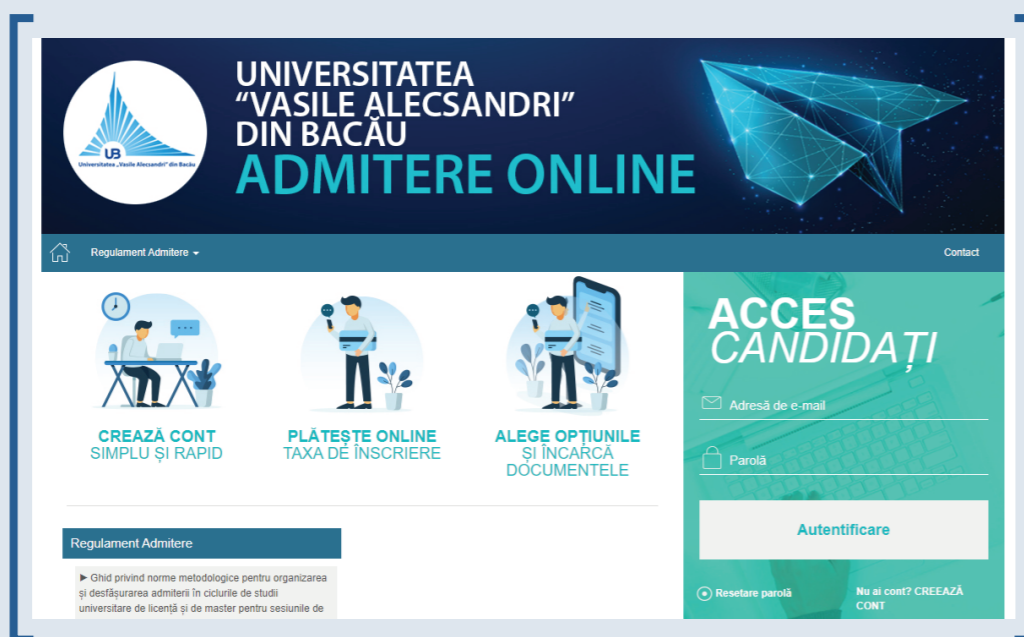 UNIVERSITATEA
“VASILE ALECSANDRI”
DIN BACĂU
ADMITERE ONLINE
UB
Universitatea „Vasile Alecsandri” din Bacău
Regulament Admitere
Contact
CREAZĂ CONT
SIMPLU ȘI RAPID
PLĂTEȘTE ONLINE
TAXA DE ÎNSCRIERE
ALEGE OPȚIUNILE
ȘI ÎNCARCĂ
DOCUMENTELE
ACCES
CANDIDAȚI
Adresă de e-mail
Parolă
Autentificare
Resetare parolă
Nu ai cont? CREEAZĂ
CONT
Regulament Admitere
► Ghid privind norme metodologice pentru organizarea
și desfășurarea admiterii în ciclurile de studii
universitare de licență și de master pentru sesiunile de